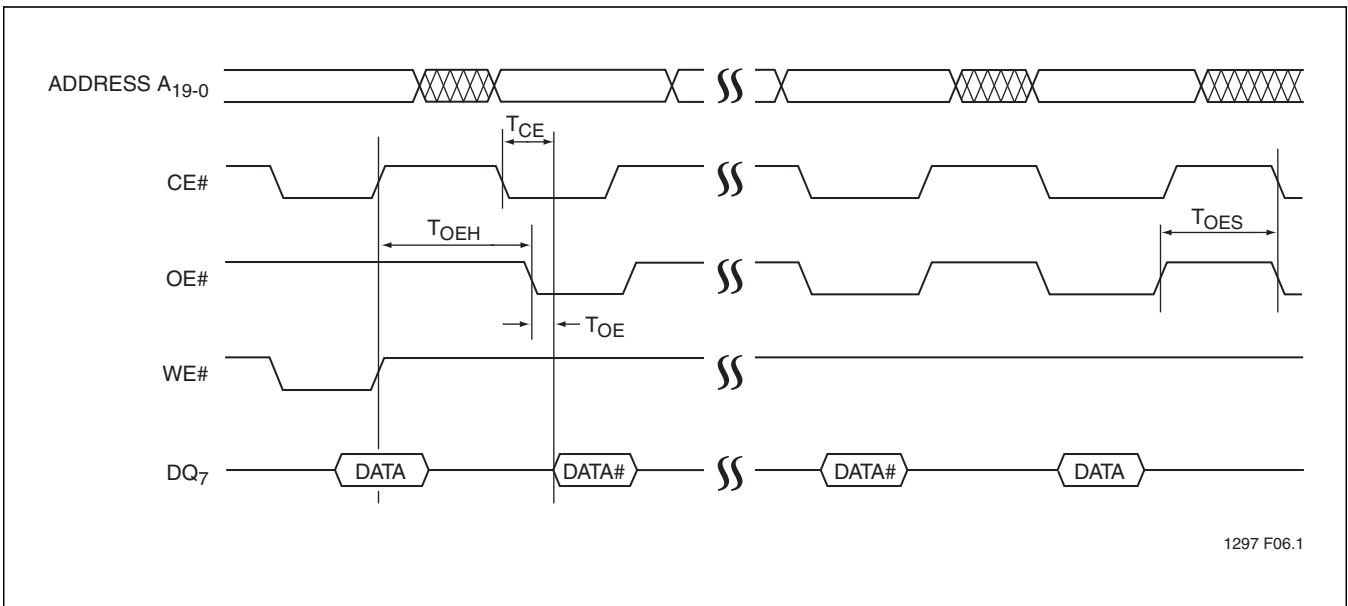 ADDRESS A19-0
TCE
CE#
TOEH
TOES
OE#
TOE
WE#
DQ7
DATA
DATA#
DATA#
DATA
1297 F06.1